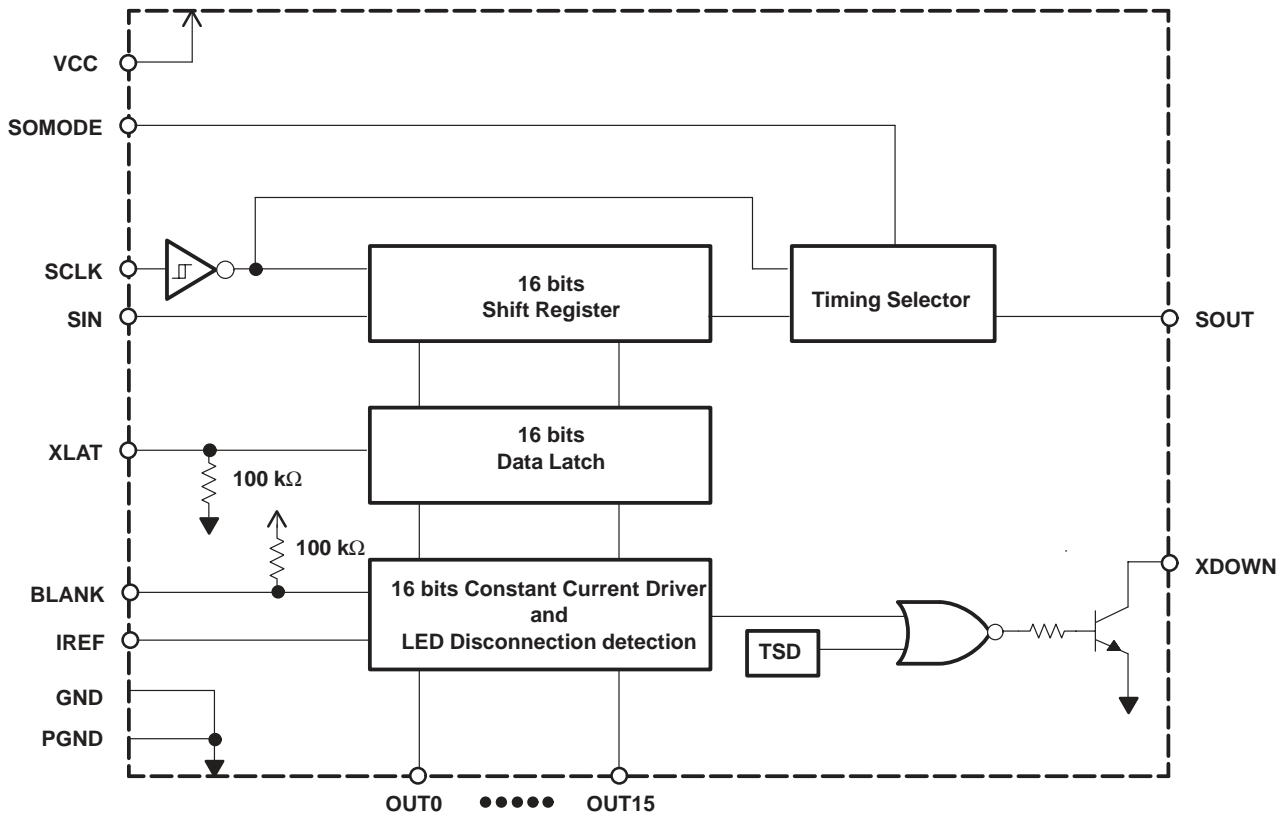 VCC
SOMODE
SCLK
SIN
16 bits
Shift Register
Timing Selector
SOUT
XLAT
100 kΩ
16 bits
Data Latch
100 kΩ
BLANK
IREF
16 bits Constant Current Driver
and
LED Disconnection detection
TSD
XDOWN
GND
PGND
OUT0
OUT15